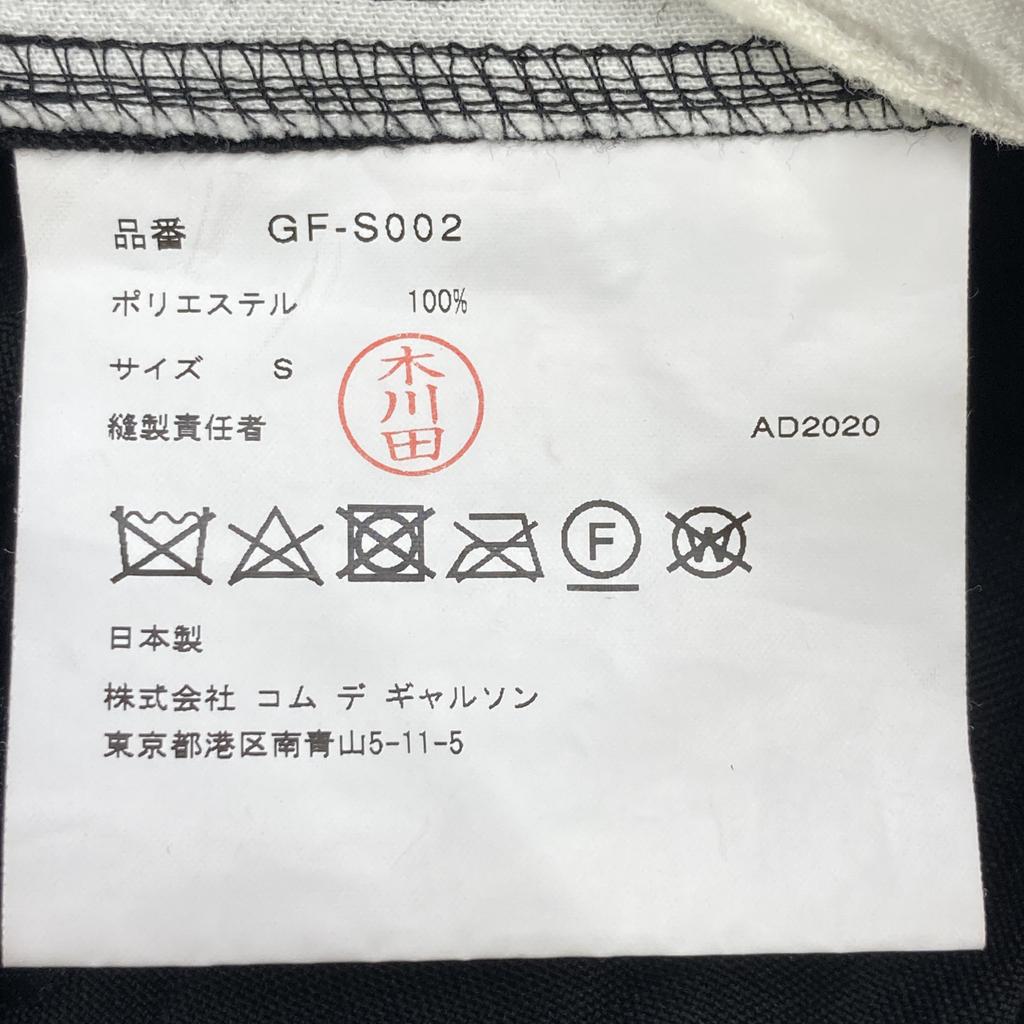 品番 GF-S002
ポリエステル 100%
サイズ S
木川田
縫製責任者
AD2020
F
W
日本製
株式会社 コム デ ギャルソン
東京都港区南青山5-11-5